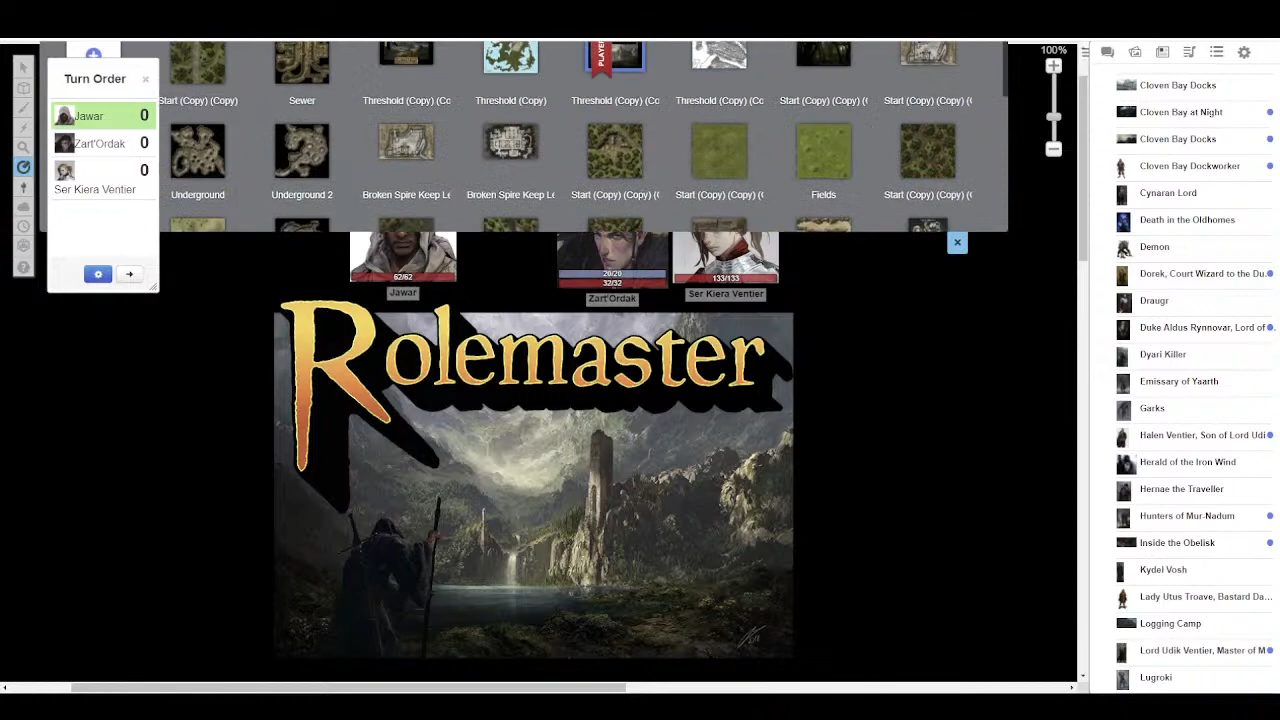 100%
Turn Order ×
Jawar 0
Zart'Ordak 0
0
Ser Kiera Ventier
PLAYE
Start (Copy) (Copy)
Sewer
Threshold (Copy) (Cc
Threshold (Copy)
Threshold (Copy) (Cc
Threshold (Copy) (Cc
Start (Copy) (Copy) (
Start (Copy) (Copy) (
Underground
Underground 2
Broken Spire Keep Le
Broken Spire Keep Le
Start (Copy) (Copy) (
Start (Copy) (Copy) (
Fields
Start (Copy) (Copy) (
62/62
20/20
32/32
133/133
Jawar
Zart'Ordak
Ser Kiera Ventier
Rolemaster
Cloven Bay Docks
Cloven Bay at Night
Cloven Bay Docks
Cloven Bay Dockworker
Cynaran Lord
Death in the Oldhomes
Demon
Dorek, Court Wizard to the Du...
Draugr
Duke Aldus Rynnovar, Lord of
Dyari Killer
Emissary of Yaarth
Garks
Halen Ventier, Son of Lord Udi
Herald of the Iron Wind
Hernae the Traveller
Hunters of Mur-Nadum
Inside the Obelisk
Kydel Vosh
Lady Utus Troave, Bastard Da...
Logging Camp
Lord Udik Ventier, Master of M
Lugroki